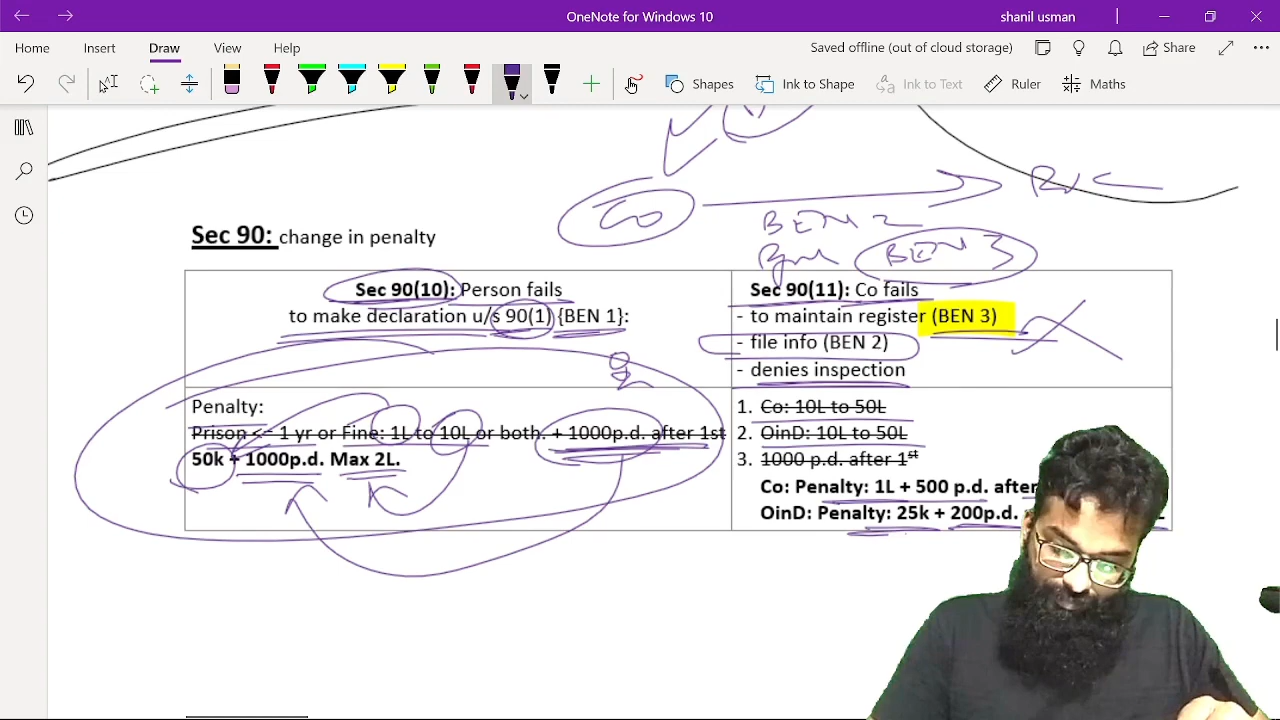 OneNote for Windows 10
shanil usman
Home Insert Draw View Help
Saved offline (out of cloud storage)
Share
Shapes
Ink to Shape
Ink to Text
Ruler
Maths
Co
BEN 2
BEN 3
Sec 90: change in penalty
Sec 90(10): Person fails
to make declaration u/s 90(1) {BEN 1}:
Sec 90(11): Co fails
- to maintain register (BEN 3)
- file info (BEN 2)
- denies inspection
Penalty:
Prison <= 1 yr or Fine: 1L to 10L or both. + 1000p.d. after 1st
50k + 1000p.d. Max 2L.
1. Co: 10L to 50L
2. OinD: 10L to 50L
3. 1000 p.d. after 1st
Co: Penalty: 1L + 500 p.d. after
OinD: Penalty: 25k + 200p.d.